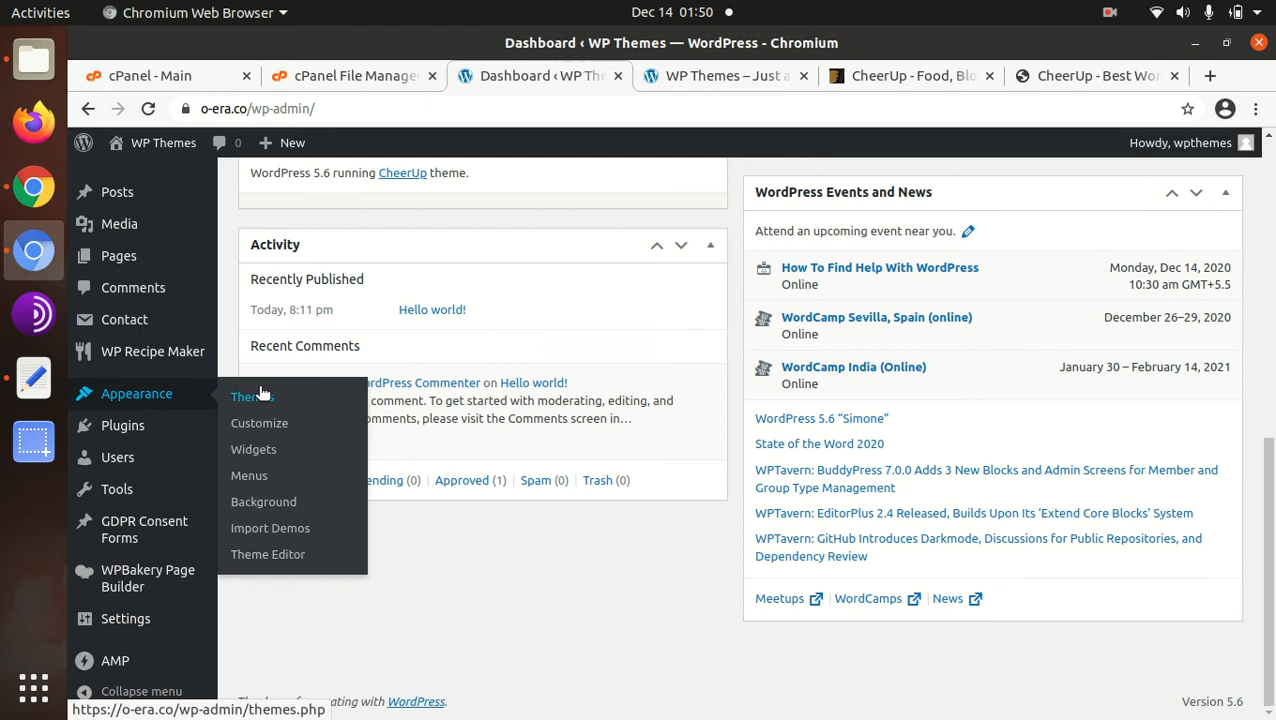 Activities
Chromium Web Browser
Dec 14 01:50
Dashboard ‹ WP Themes — WordPress - Chromium
cPanel - Main
cPanel File Manage
Dashboard ‹ WP The
WP Themes – Just a
CheerUp - Food, Blo
CheerUp - Best Wor
o-era.co/wp-admin/
WP Themes
0
New
Howdy, wpthemes
Posts
Media
Pages
Comments
Contact
WP Recipe Maker
Appearance
Plugins
Users
Tools
GDPR Consent
Forms
WPBakery Page
Builder
Settings
AMP
Collapse menu
Themes
Customize
Widgets
Menus
Background
Import Demos
Theme Editor
WordPress 5.6 running CheerUp theme.
Activity
Recently Published
Today, 8:11 pm
Hello world!
Recent Comments
ordPress Commenter on Hello world!
comment. To get started with moderating, editing, and
omments, please visit the Comments screen in…
ending (0) | Approved (1) | Spam (0) | Trash (0)
WordPress Events and News
Attend an upcoming event near you.
How To Find Help With WordPress
Online
Monday, Dec 14, 2020
10:30 am GMT+5.5
WordCamp Sevilla, Spain (online)
Online
December 26–29, 2020
WordCamp India (Online)
Online
January 30 – February 14, 2021
WordPress 5.6 “Simone”
State of the Word 2020
WPTavern: BuddyPress 7.0.0 Adds 3 New Blocks and Admin Screens for Member and
Group Type Management
WPTavern: EditorPlus 2.4 Released, Builds Upon Its ‘Extend Core Blocks’ System
WPTavern: GitHub Introduces Darkmode, Discussions for Public Repositories, and
Dependency Review
Meetups | WordCamps | News
ating with WordPress.
Version 5.6
https://o-era.co/wp-admin/themes.php